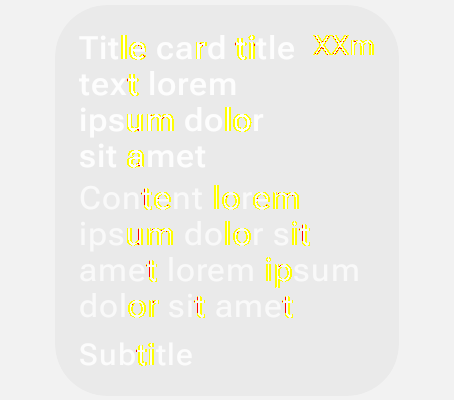 Title card title XXm
text lorem
ipsum dolor
sit amet
Content lorem
ipsum dolor sit
amet lorem ipsum
dolor sit amet
Subtitle